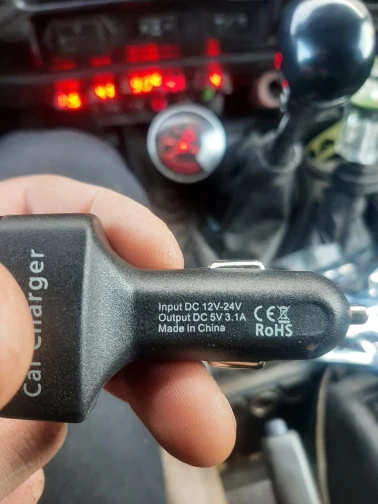 Car Charger
Input DC 12V-24V
Output DC 5V 3.1A
Made in China
CE
RoHS